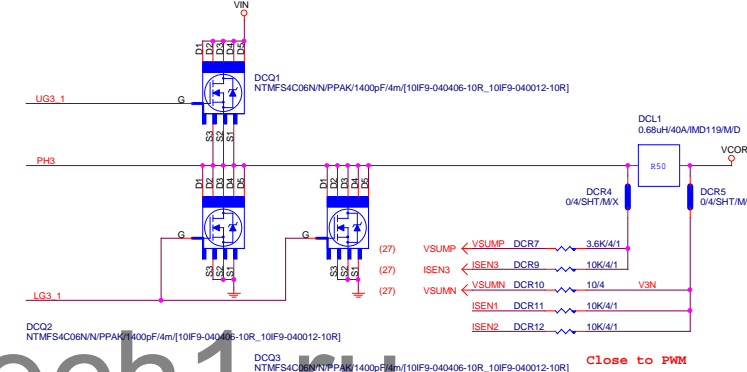 VIN
D1 D2 D3 D4 D5
DCQ1
NTMFS4C06N/N/PPAK/1400pF/4m/[10IF9-040406-10R_10IF9-040012-10R]
UG3_1
G
S3 S2 S1
DCL1
0.68uH/40A/IMD119/M/D
VCOR
R50
PH3
D1 D2 D3 D4 D5
D1 D2 D3 D4 D5
DCR4
0/4/SHT/M/X
DCR5
0/4/SHT/M/
G
G
S3 S2 S1
S3 S2 S1
(27) VSUMP VSUMP DCR7 3.6K/4/1
(27) ISEN3 ISEN3 DCR9 10K/4/1
(27) VSUMN VSUMN DCR10 10/4 V3N
LG3_1
ISEN1 DCR11 10K/4/1
ISEN2 DCR12 10K/4/1
DCQ2
NTMFS4C06N/N/PPAK/1400pF/4m/[10IF9-040406-10R_10IF9-040012-10R]
DCQ3
NTMFS4C06N/N/PPAK/1400pF/4m/[10IF9-040406-10R_10IF9-040012-10R]
Close to PWM